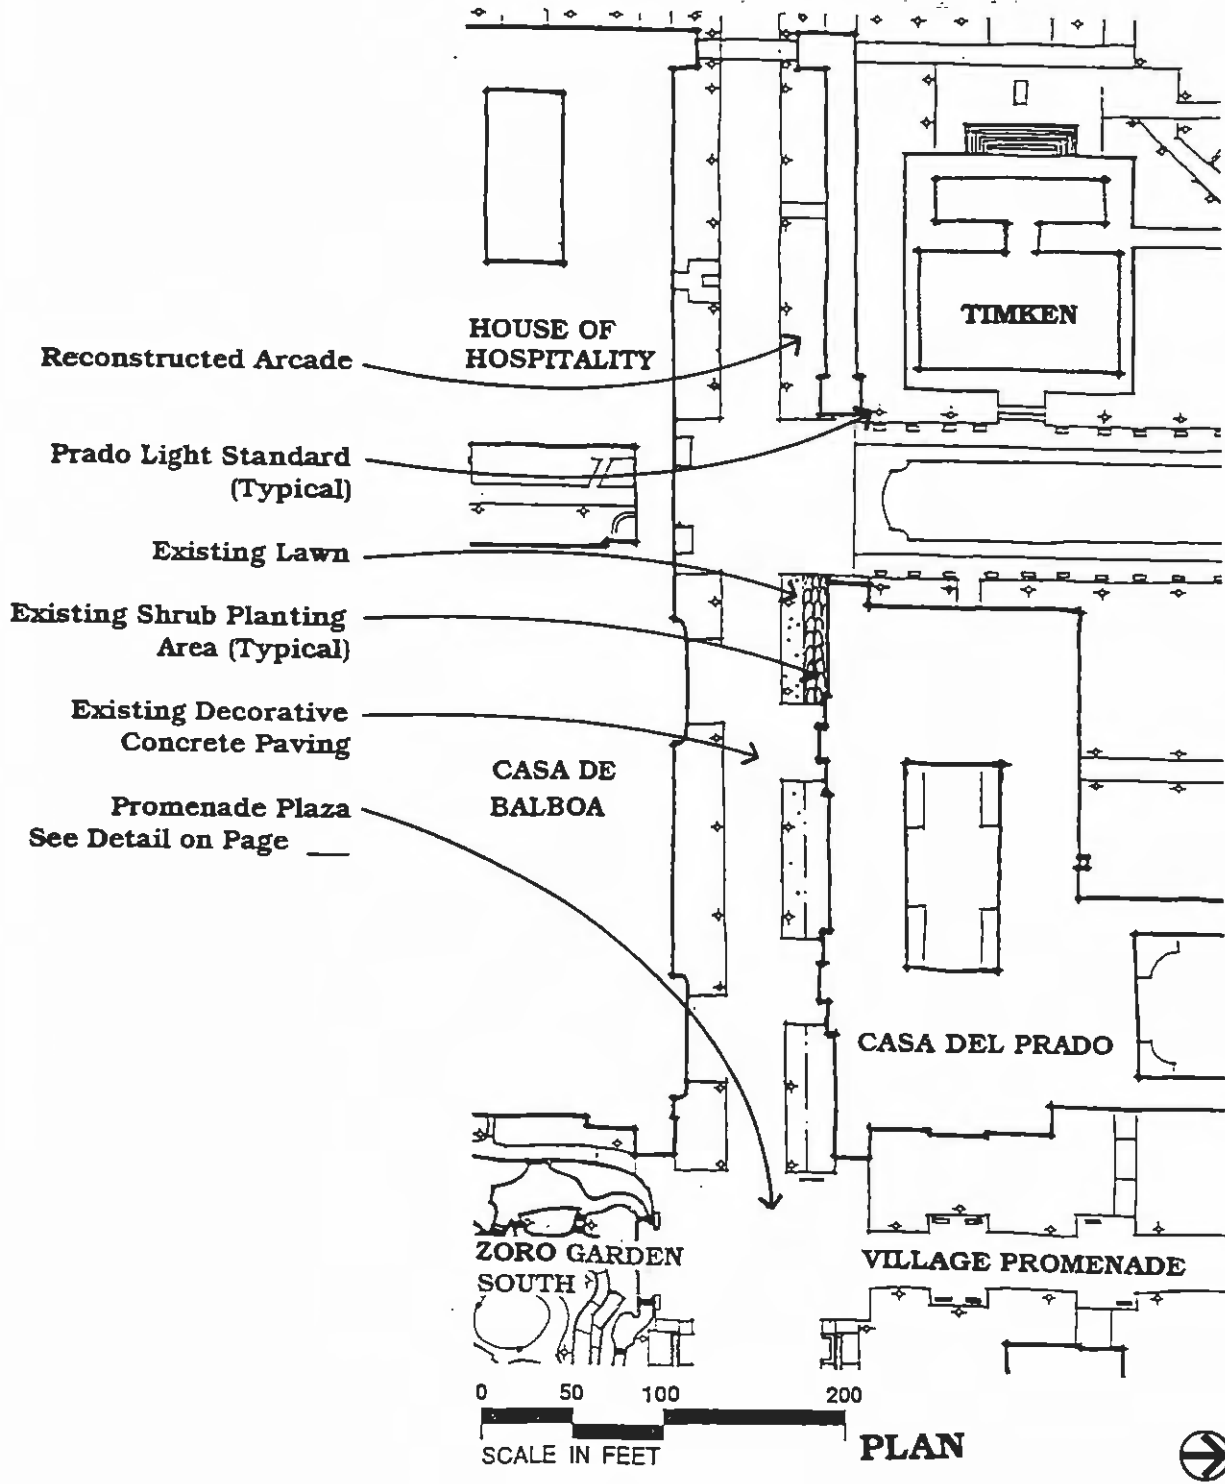 HOUSE OF
HOSPITALITY
TIMKEN
Reconstructed Arcade
Prado Light Standard
(Typical)
Existing Lawn
Existing Shrub Planting
Area (Typical)
Existing Decorative
Concrete Paving
Promenade Plaza
See Detail on Page __
CASA DE
BALBOA
CASA DEL PRADO
ZORO GARDEN
SOUTH
VILLAGE PROMENADE
0 50 100 200
SCALE IN FEET
PLAN